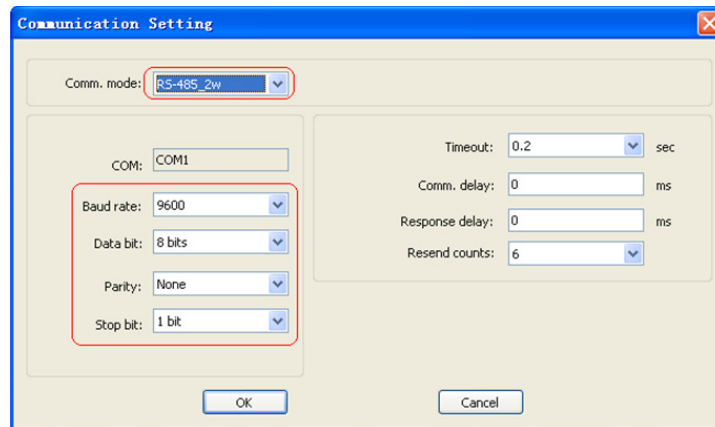 Communication Setting
Comm. mode: RS-485_2w
COM: COM1
Baud rate: 9600
Data bit: 8 bits
Parity: None
Stop bit: 1 bit
Timeout: 0.2 sec
Comm. delay: 0 ms
Response delay: 0 ms
Resend counts: 6
OK Cancel